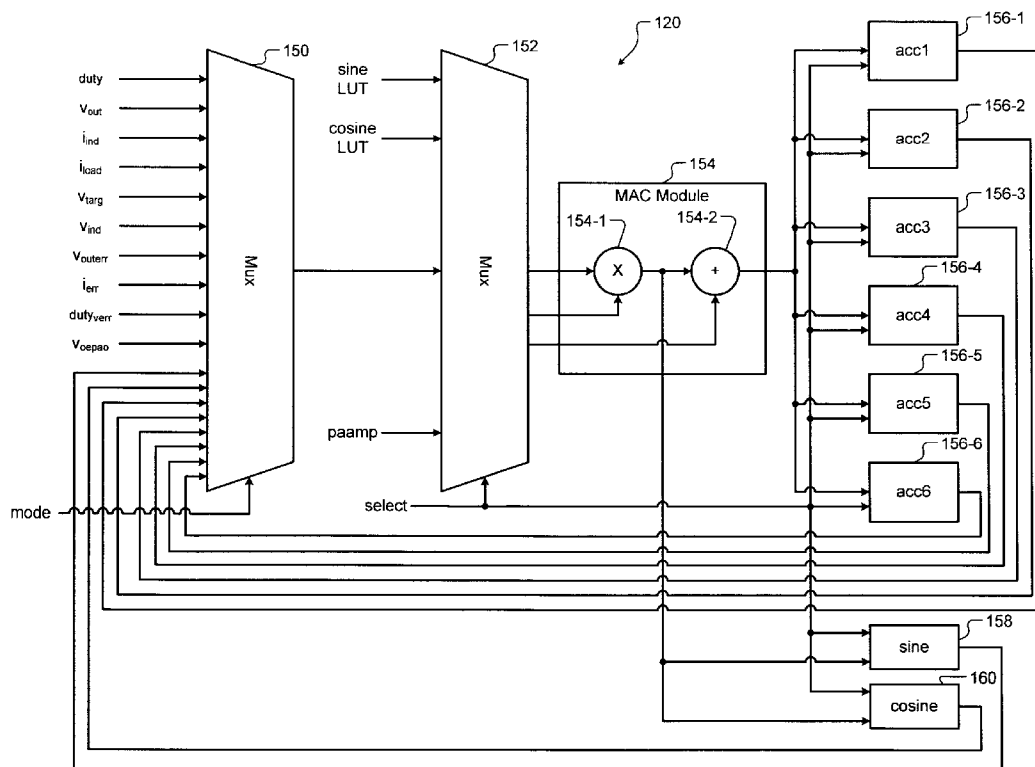 120
150
152
duty
v_out
i_ind
i_load
v_targ
v_ind
v_outerr
i_err
duty_verr
v_oepao
Mux
mode
sine
LUT
cosine
LUT
Mux
paamp
select
154
MAC Module
154-1
154-2
X
+
156-1
acc1
156-2
acc2
156-3
acc3
156-4
acc4
156-5
acc5
156-6
acc6
158
sine
160
cosine